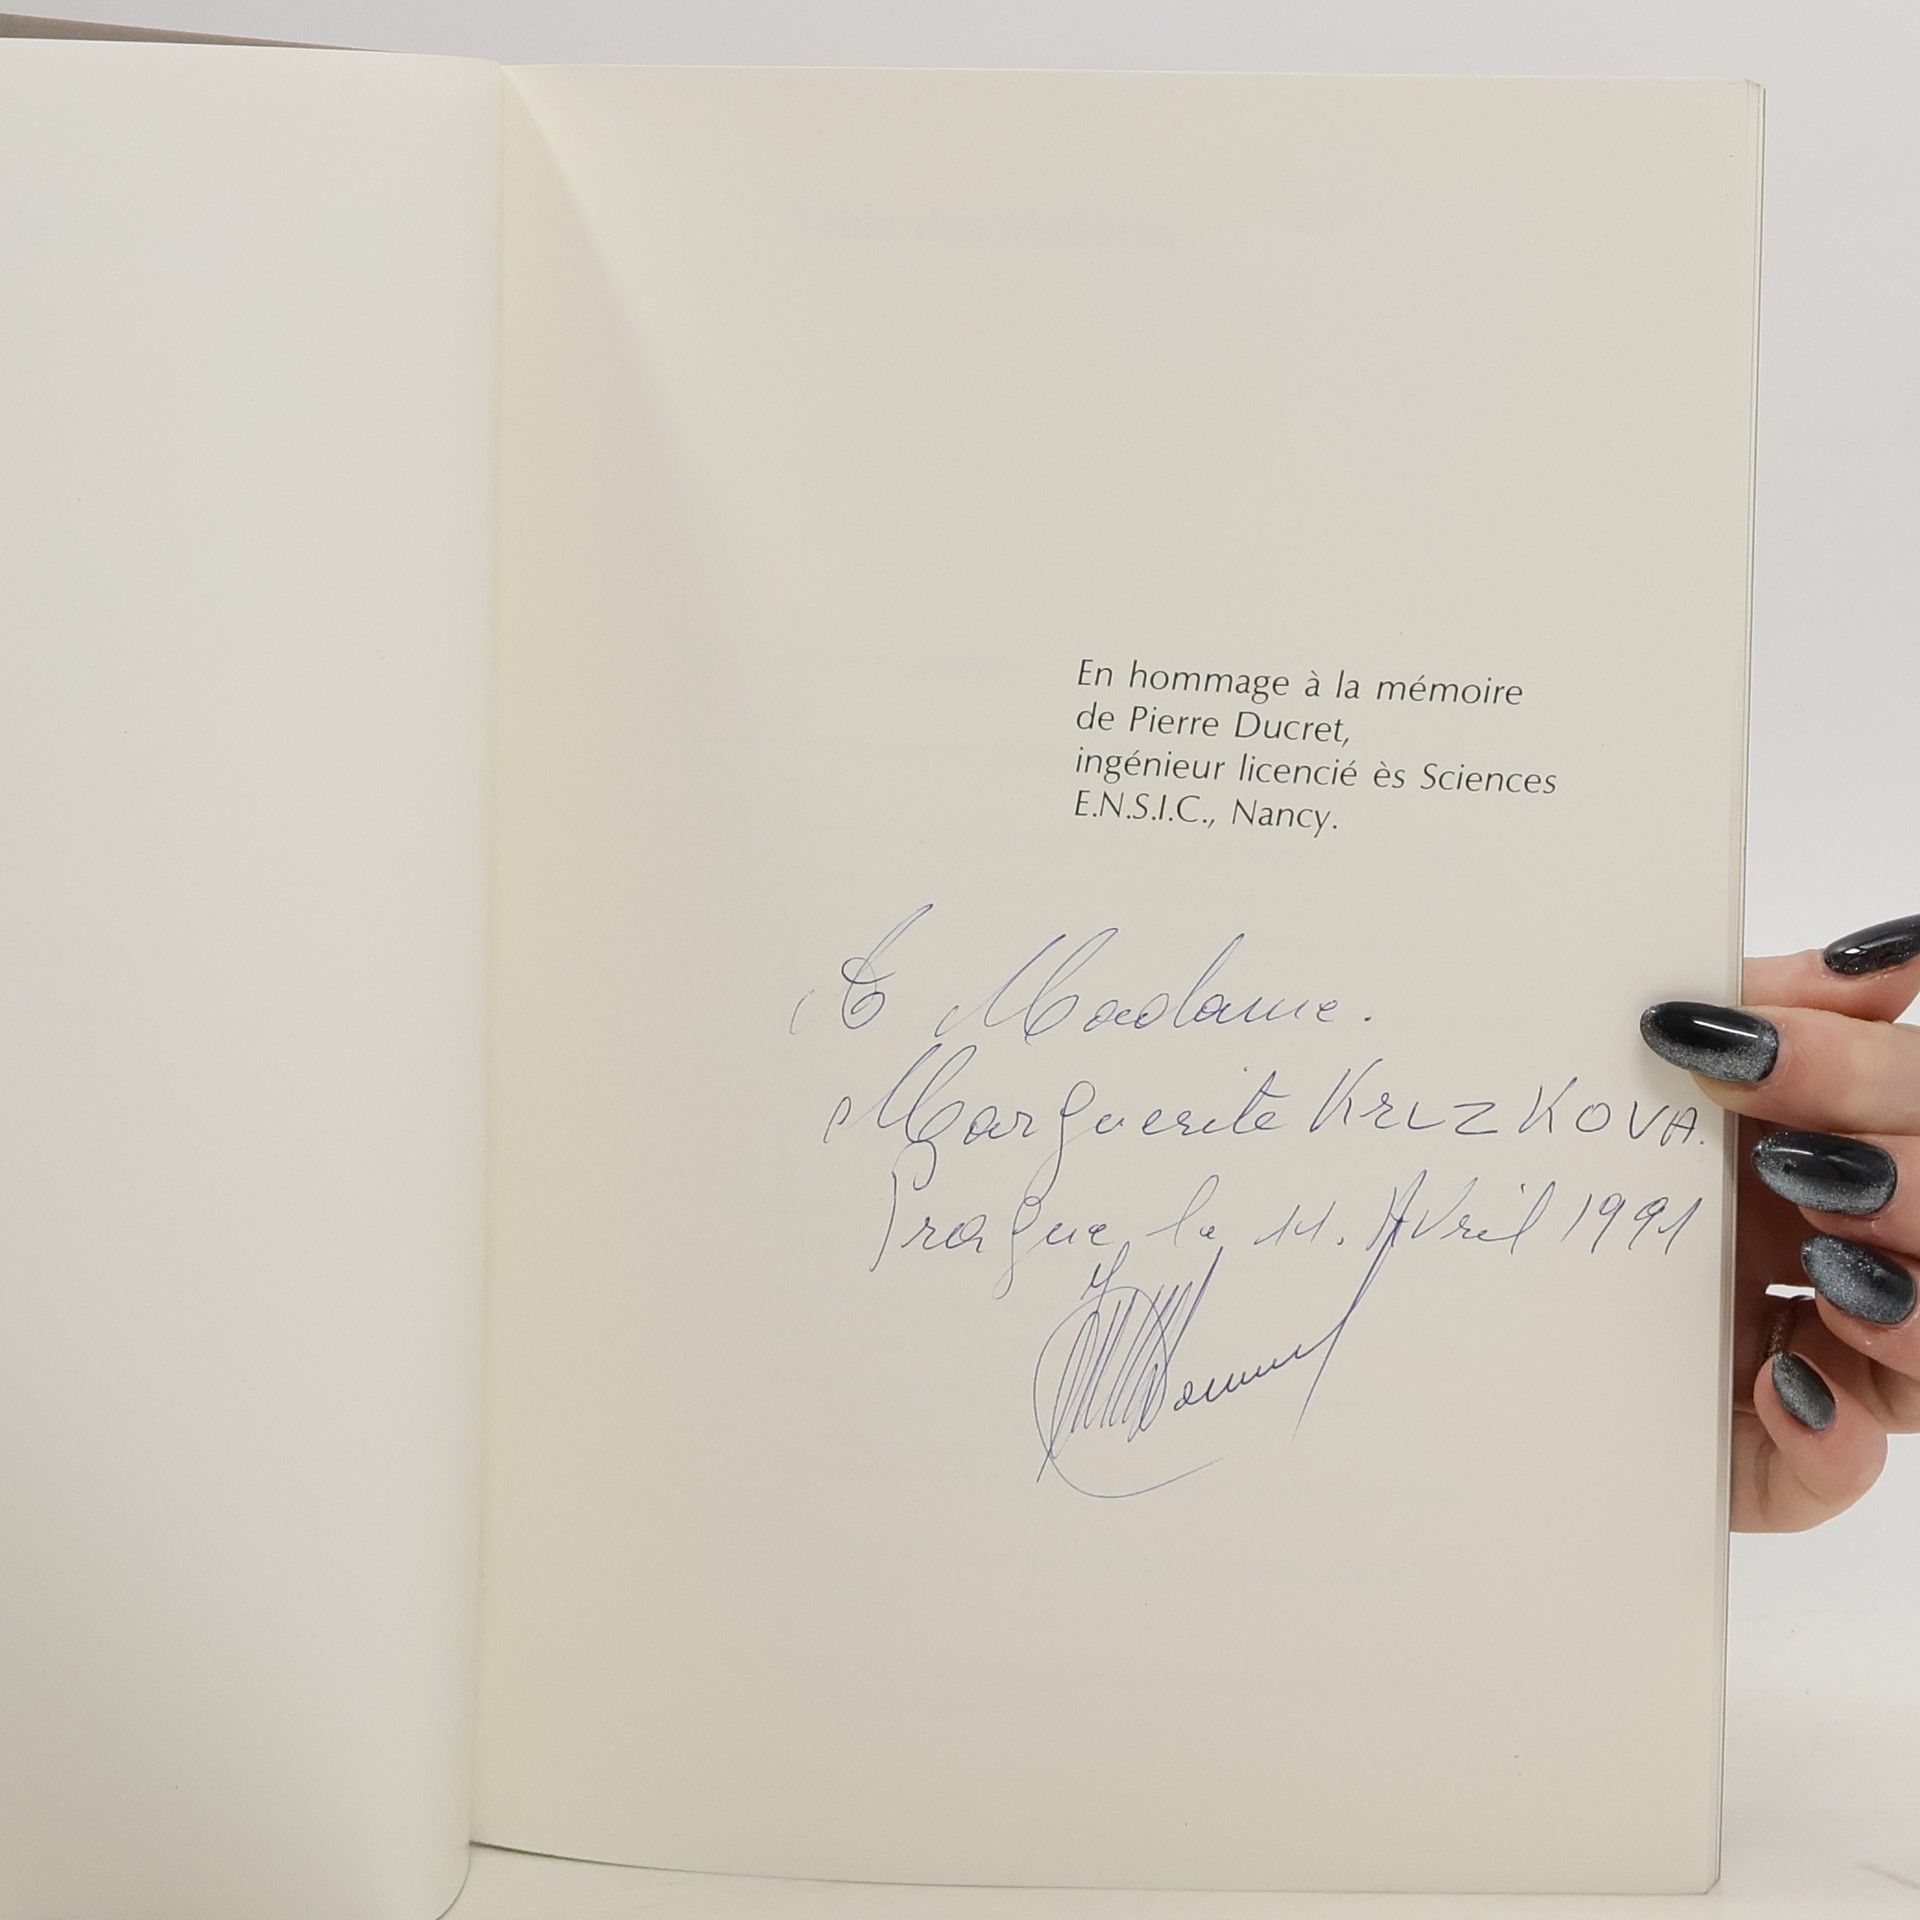 En hommage à la mémoire
de Pierre Ducret,
ingénieur licencié ès Sciences
E.N.S.I.C., Nancy.
A Madame.
Marguerite KRIZKOVA.
Prague le 11. Avril 1991